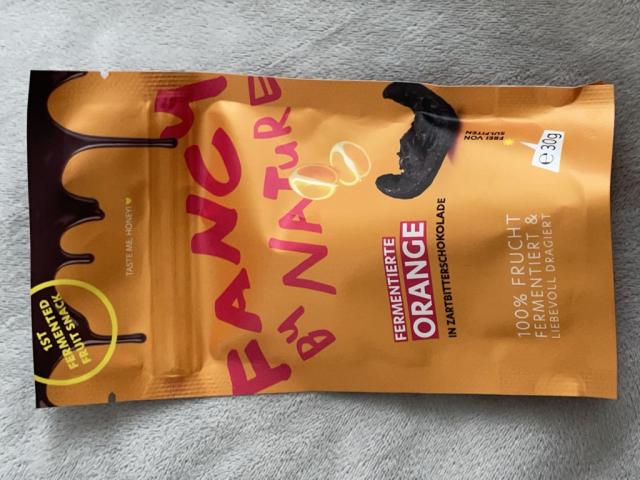 1ST
FERMENTED
FRUIT SNACK
TASTE ME, HONEY!
FANCY
By NATURE
FERMENTIERTE
ORANGE
IN ZARTBITTERSCHOKOLADE
FREI VON
SULFITEN
℮ 30g
100% FRUCHT
FERMENTIERT &
LIEBEVOLL DRAGIERT